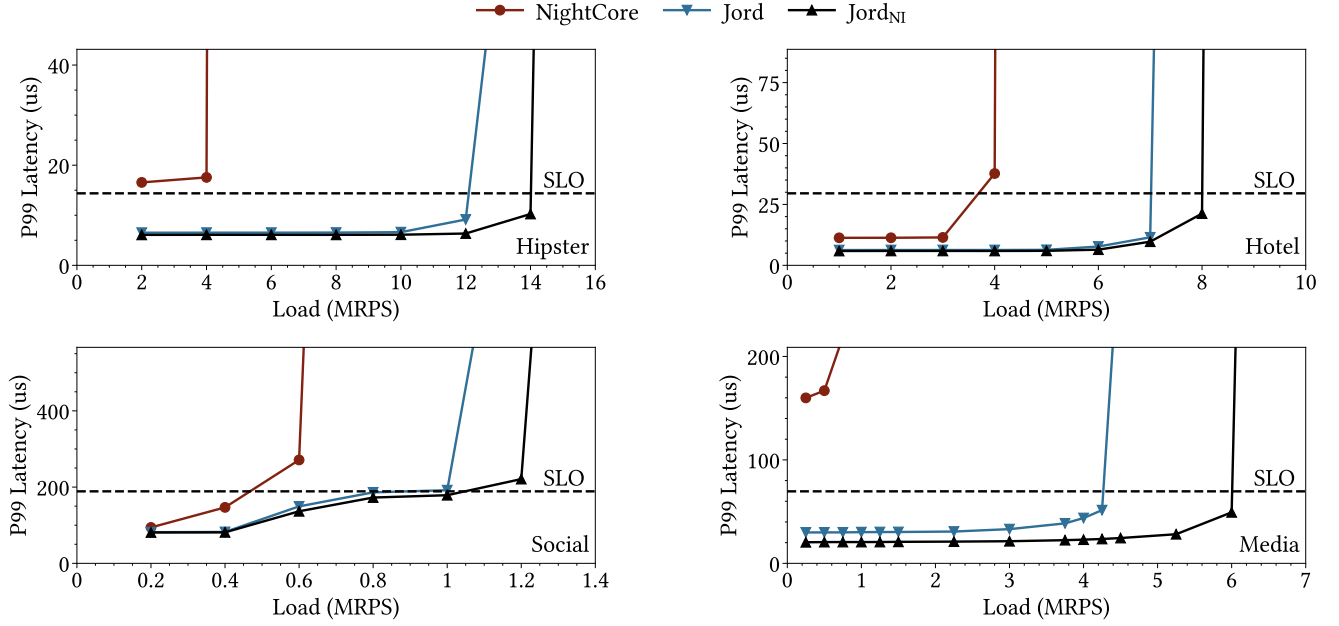 NightCore Jord Jord_NI
P99 Latency (us)
40
20
0
SLO
Hipster
0 2 4 6 8 10 12 14 16
Load (MRPS)
P99 Latency (us)
75
50
25
0
SLO
Hotel
0 2 4 6 8 10
Load (MRPS)
P99 Latency (us)
400
200
0
SLO
Social
0 0.2 0.4 0.6 0.8 1 1.2 1.4
Load (MRPS)
P99 Latency (us)
200
100
0
SLO
Media
0 1 2 3 4 5 6 7
Load (MRPS)